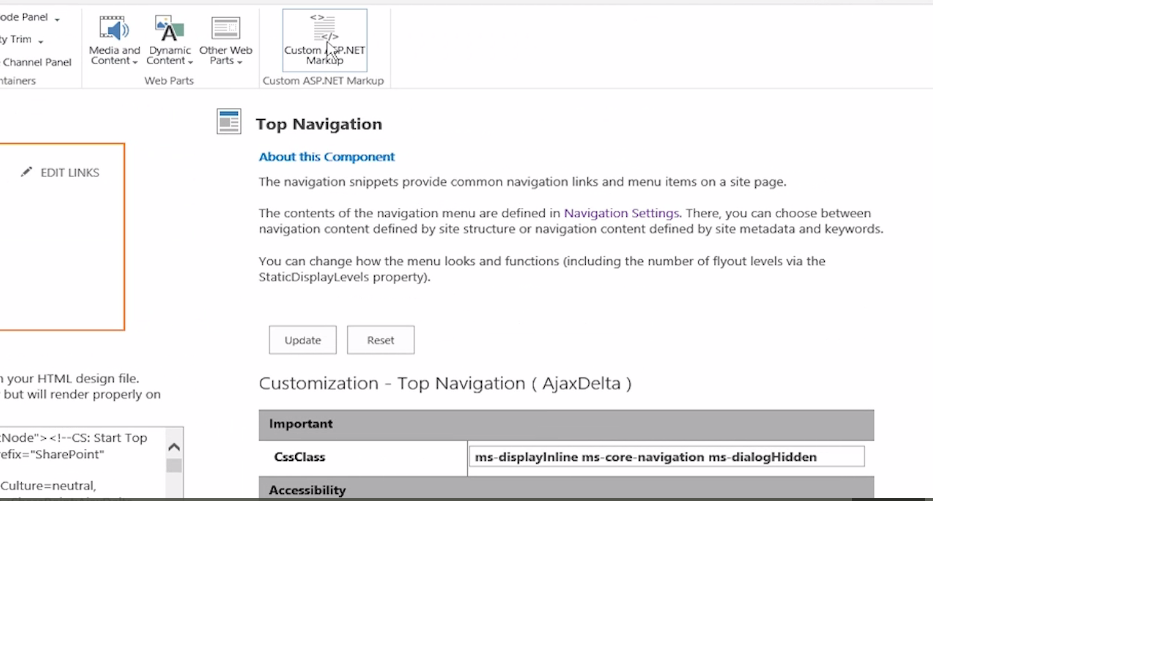 ode Panel
ty Trim
Channel Panel
ntainers
Media and
Content
Dynamic
Content
Other Web
Parts
Web Parts
<>
</>
Custom ASP.NET
Markup
Custom ASP.NET Markup
EDIT LINKS
n your HTML design file.
but will render properly on
tNode"><!--CS: Start Top
refix="SharePoint"
Culture=neutral,
Top Navigation
About this Component
The navigation snippets provide common navigation links and menu items on a site page.
The contents of the navigation menu are defined in Navigation Settings. There, you can choose between
navigation content defined by site structure or navigation content defined by site metadata and keywords.
You can change how the menu looks and functions (including the number of flyout levels via the
StaticDisplayLevels property).
Update
Reset
Customization - Top Navigation ( AjaxDelta )
Important
CssClass
ms-displayInline ms-core-navigation ms-dialogHidden
Accessibility